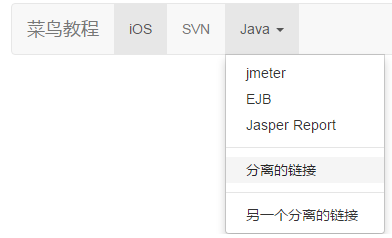 菜鸟教程 iOS SVN Java
jmeter
EJB
Jasper Report
分离的链接
另一个分离的链接